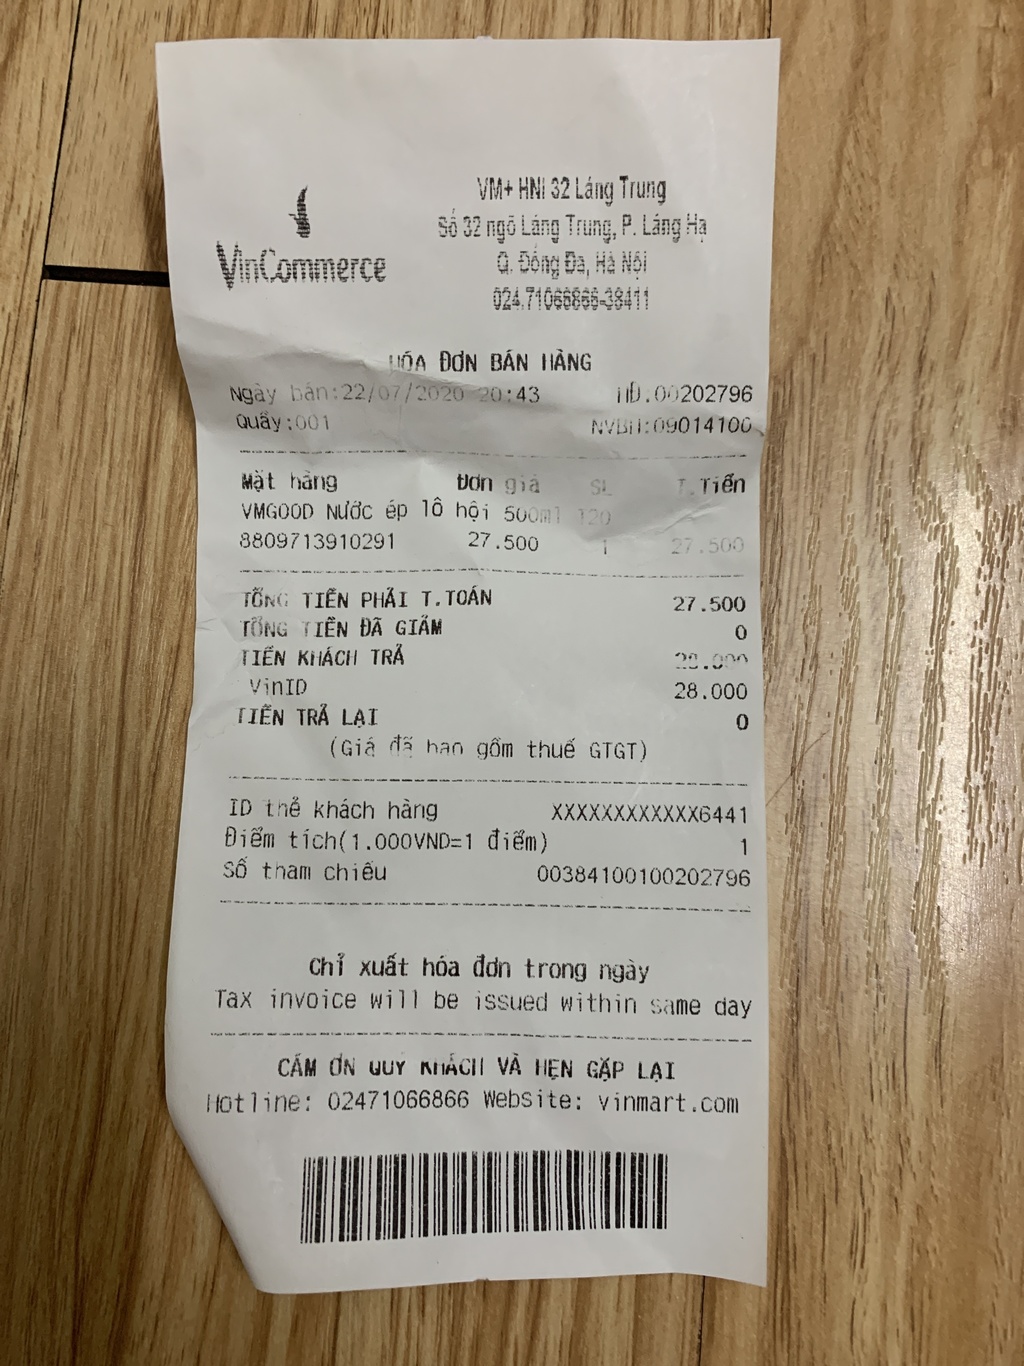 VinCommerce
VM+ HNI 32 Láng Trung
Số 32 ngõ Láng Trung, P. Láng Hạ
Q. Đống Đa, Hà Nội
024.71066866-38411
HÓA ĐƠN BÁN HÀNG
Ngày bán:22/07/2020 20:43 HĐ:00202796
Quầy:001 NVBH:09014100
Mặt hàng Đơn giá SL T.Tiền
VMGOOD Nước ép lô hội 500ml 120
8809713910291 27.500 1 27.500
TỔNG TIỀN PHẢI T.TOÁN 27.500
TỔNG TIỀN ĐÃ GIẢM 0
TIỀN KHÁCH TRẢ 28.000
VinID 28.000
TIỀN TRẢ LẠI 0
(Giá đã bao gồm thuế GTGT)
ID thẻ khách hàng XXXXXXXXXXXX6441
Điểm tích(1.000VND=1 điểm) 1
Số tham chiếu 00384100100202796
Chỉ xuất hóa đơn trong ngày
Tax invoice will be issued within same day
CẢM ƠN QUÝ KHÁCH VÀ HẸN GẶP LẠI
Hotline: 02471066866 Website: vinmart.com